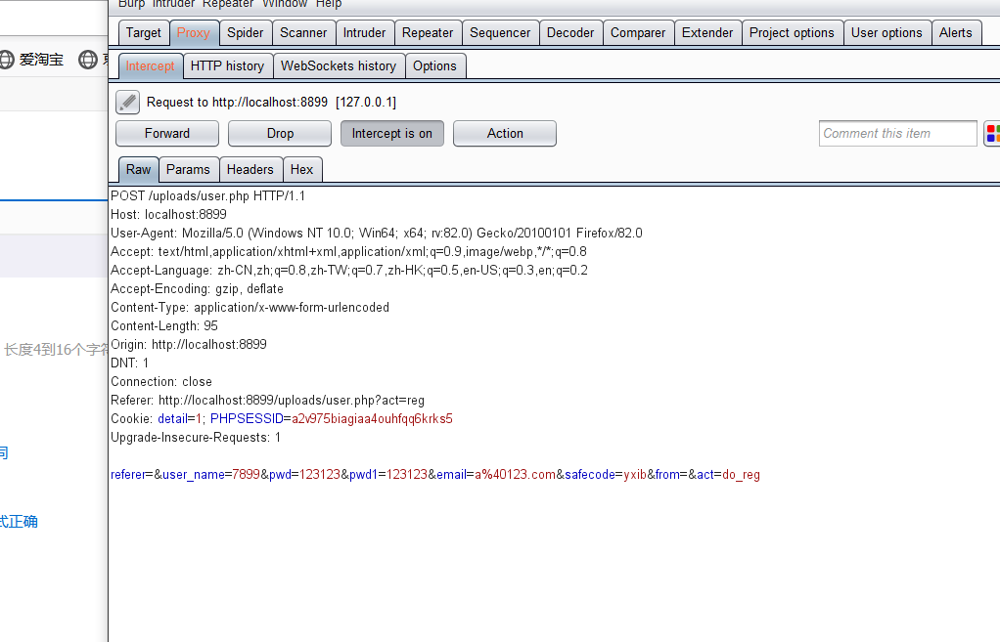 Burp Intruder Repeater Window Help
Target Proxy Spider Scanner Intruder Repeater Sequencer Decoder Comparer Extender Project options User options Alerts
爱淘宝
Intercept HTTP history WebSockets history Options
Request to http://localhost:8899 [127.0.0.1]
Forward Drop Intercept is on Action Comment this item
Raw Params Headers Hex
POST /uploads/user.php HTTP/1.1
Host: localhost:8899
User-Agent: Mozilla/5.0 (Windows NT 10.0; Win64; x64; rv:82.0) Gecko/20100101 Firefox/82.0
Accept: text/html,application/xhtml+xml,application/xml;q=0.9,image/webp,*/*;q=0.8
Accept-Language: zh-CN,zh;q=0.8,zh-TW;q=0.7,zh-HK;q=0.5,en-US;q=0.3,en;q=0.2
Accept-Encoding: gzip, deflate
Content-Type: application/x-www-form-urlencoded
Content-Length: 95
Origin: http://localhost:8899
长度4到16个字符
DNT: 1
Connection: close
Referer: http://localhost:8899/uploads/user.php?act=reg
Cookie: detail=1; PHPSESSID=a2v975biagiaa4ouhfqq6krks5
Upgrade-Insecure-Requests: 1
同
referer=&user_name=7899&pwd=123123&pwd1=123123&email=a%40123.com&safecode=yxib&from=&act=do_reg
式正确